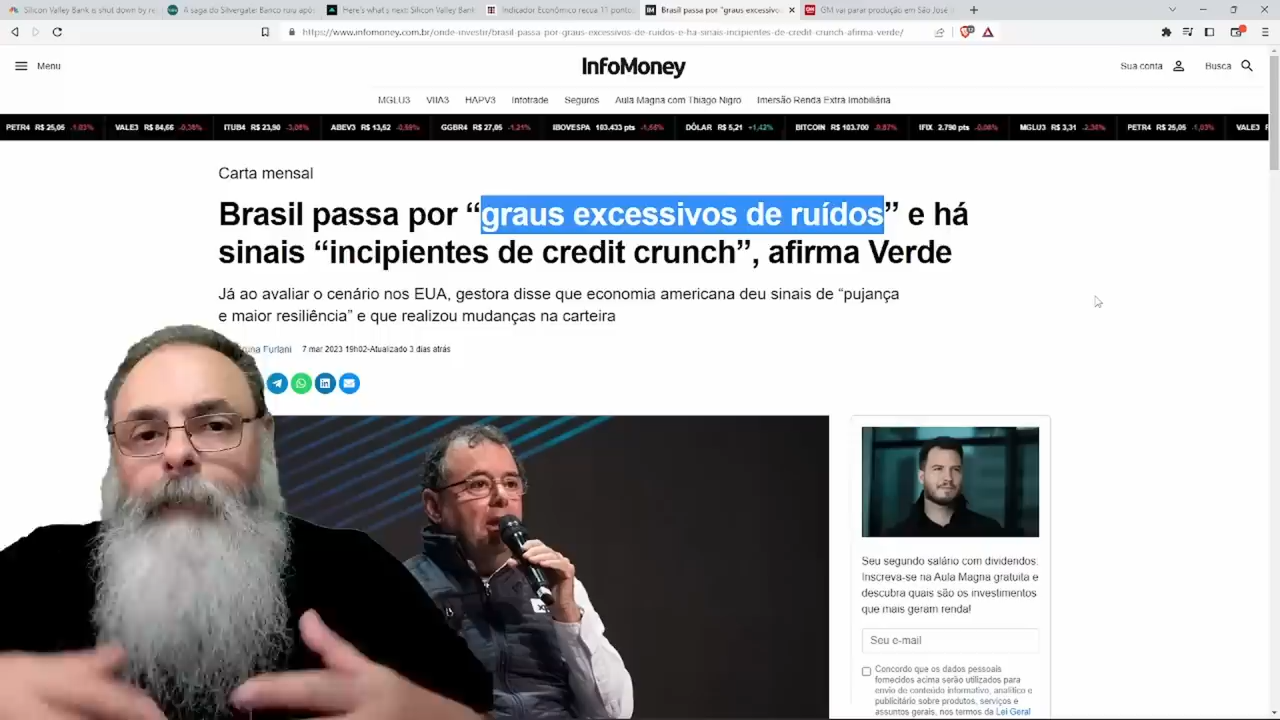 Silicon Valley Bank is shut down by re
A saga do Silvergate! Banco ruiu após
Here's what's next: Silicon Valley Bank
Indicador Econômico recua 11 pontos
Brasil passa por "graus excessivos
GM vai parar produção em São José
https://www.infomoney.com.br/onde-investir/brasil-passa-por-graus-excessivos-de-ruidos-e-ha-sinais-incipientes-de-credit-crunch-afirma-verde/
Menu
InfoMoney
Sua conta
Busca
MGLU3 VIIA3 HAPV3 Infotrade Seguros Aula Magna com Thiago Nigro Imersão Renda Extra Imobiliária
PETR4 R$ 25,05 -1,03% VALE3 R$ 84,66 -0,38% ITUB4 R$ 23,90 -3,08% ABEV3 R$ 13,52 -0,59% GGBR4 R$ 27,05 -1,21% IBOVESPA 103.433 pts -1,56% DÓLAR R$ 5,21 +1,42% BITCOIN R$ 103.700 -0,87% IFIX 2.790 pts -0,08% MGLU3 R$ 3,31 -2,36% PETR4 R$ 25,05 -1,03% VALE3
Carta mensal
Brasil passa por “graus excessivos de ruídos” e há
sinais “incipientes de credit crunch”, afirma Verde
Já ao avaliar o cenário nos EUA, gestora disse que economia americana deu sinais de “pujança
e maior resiliência” e que realizou mudanças na carteira
Furlani 7 mar 2023 19h02-Atualizado 3 dias atrás
Seu segundo salário com dividendos:
Inscreva-se na Aula Magna gratuita e
descubra quais são os investimentos
que mais geram renda!
Seu e-mail
Concordo que os dados pessoais
fornecidos acima serão utilizados para
envio de conteúdo informativo, analítico e
publicitário sobre produtos, serviços e
assuntos gerais, nos termos da Lei Geral